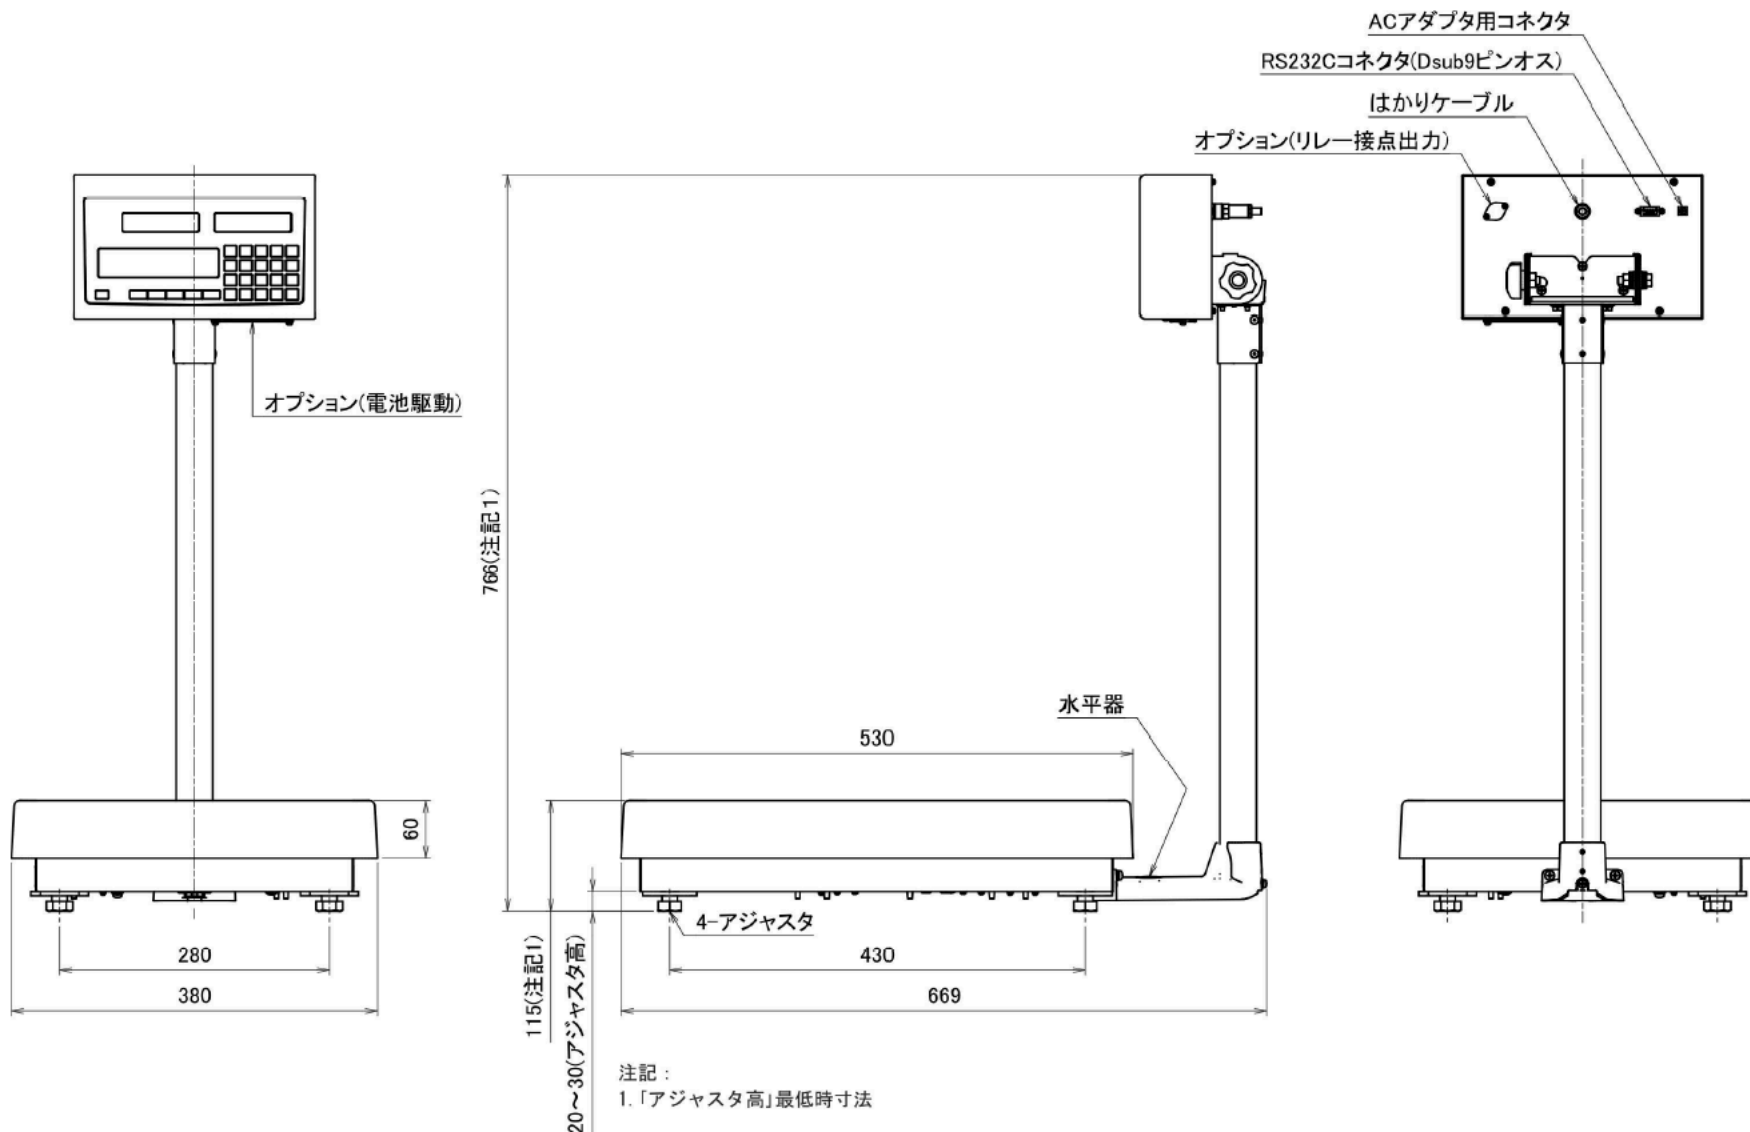 ACアダプタ用コネクタ
RS232Cコネクタ(Dsub9ピンオス)
はかりケーブル
オプション(リレー接点出力)
オプション(電池駆動)
766(注記1)
水平器
530
60
4-アジャスタ
280
380
115(注記1)
20～30(アジャスタ高)
430
669
注記：
1. ｢アジャスタ高｣最低時寸法